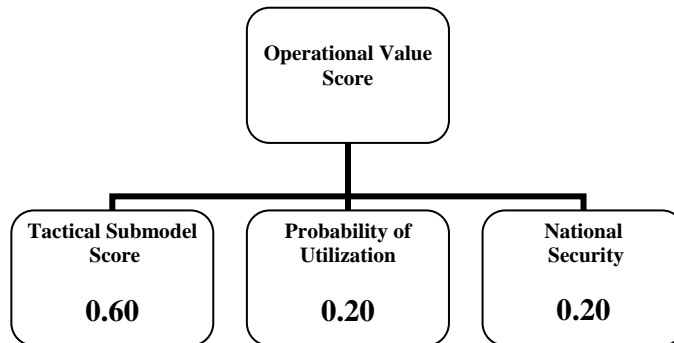 Operational Value
Score
Tactical Submodel
Score
0.60
Probability of
Utilization
0.20
National
Security
0.20